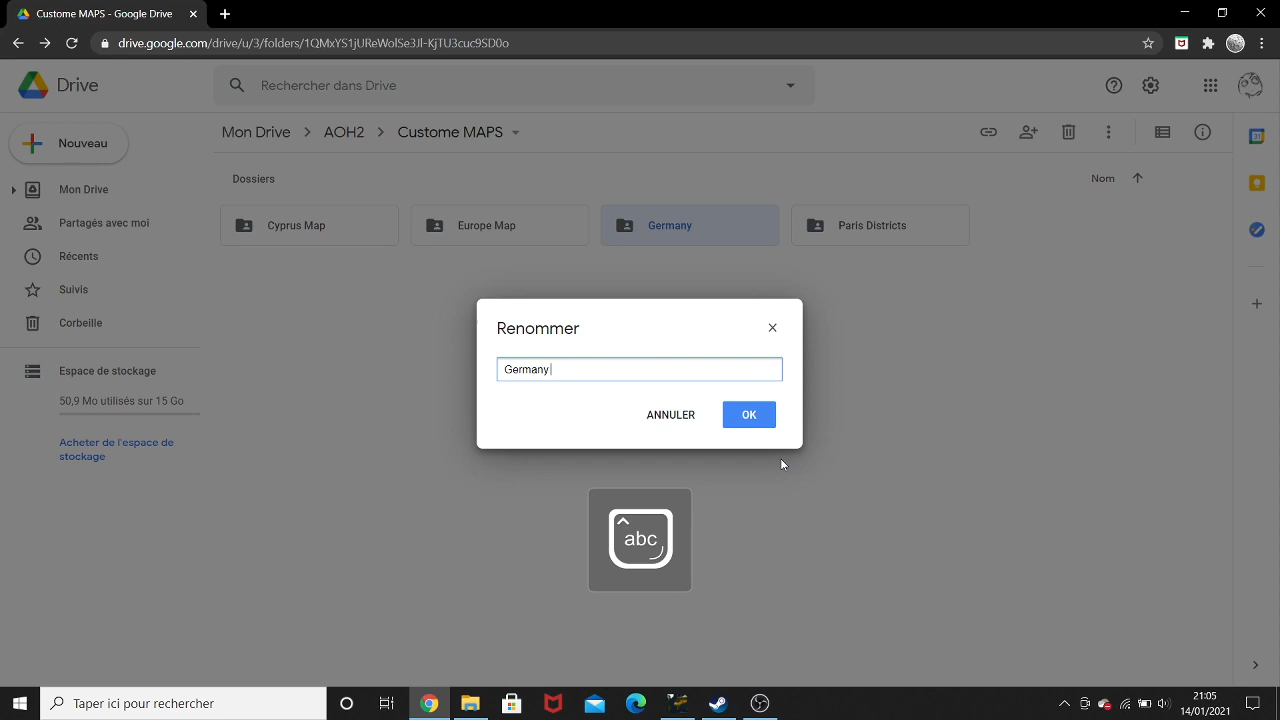 Custome MAPS - Google Drive
drive.google.com/drive/u/3/folders/1QMxYS1jUReWolSe3Jl-KjTU3cuc9SD0o
Drive
Rechercher dans Drive
Nouveau
Mon Drive > AOH2 > Custome MAPS
Mon Drive
Partagés avec moi
Récents
Suivis
Corbeille
Espace de stockage
50,9 Mo utilisés sur 15 Go
Acheter de l'espace de
stockage
Dossiers
Nom
Cyprus Map
Europe Map
Germany
Paris Districts
31
Renommer
Germany
ANNULER
OK
abc
Taper ici pour rechercher
21:05
14/01/2021